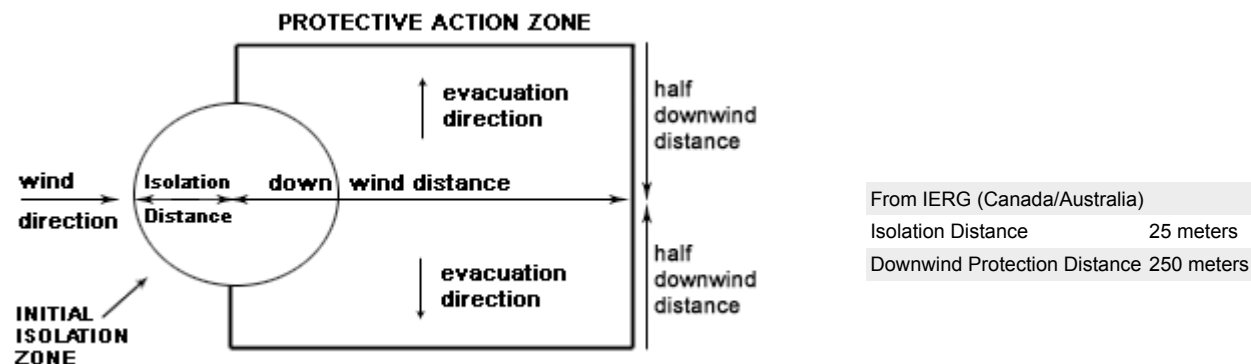 PROTECTIVE ACTION ZONE
evacuation
direction
half
downwind
distance
wind
direction
Isolation
Distance
down wind distance
evacuation
direction
half
downwind
distance
INITIAL
ISOLATION
ZONE
From IERG (Canada/Australia)
Isolation Distance 25 meters
Downwind Protection Distance 250 meters